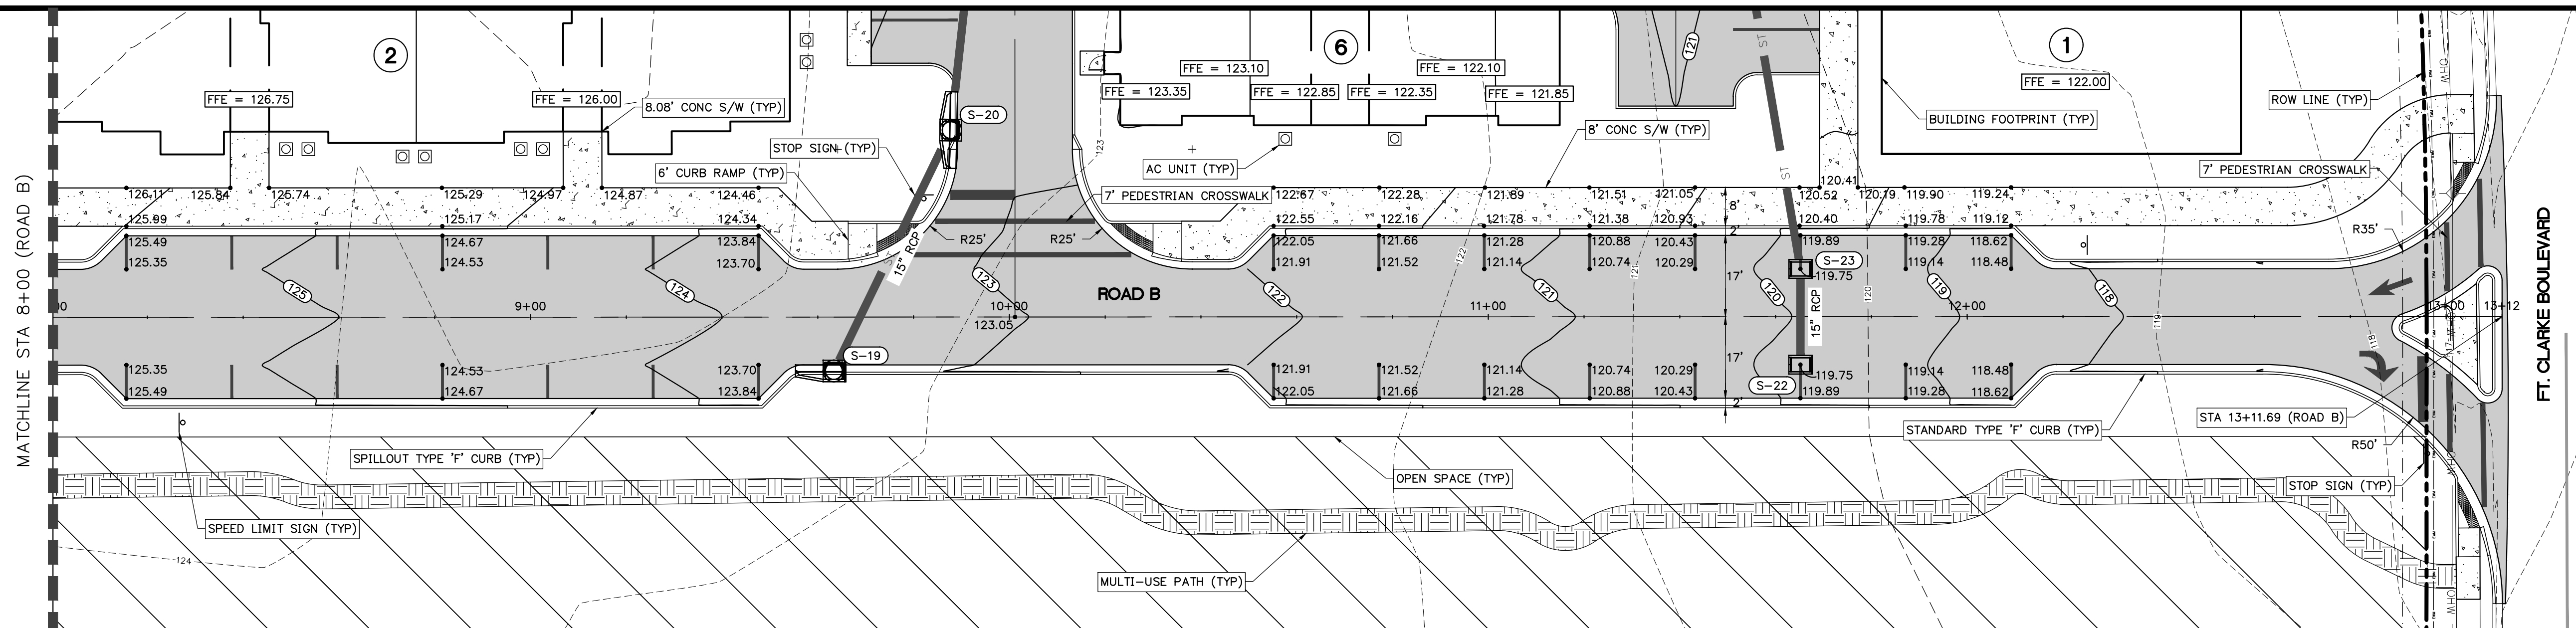 MATCHLINE STA 8+00 (ROAD B)
2
6
1
121
ST
ST
ST
OHW
FFE = 126.75
FFE = 126.00
8.08' CONC S/W (TYP)
S-20
STOP SIGN (TYP)
6' CURB RAMP (TYP)
FFE = 123.10
FFE = 123.35
FFE = 122.85
FFE = 122.35
FFE = 122.10
FFE = 121.85
FFE = 122.00
123
AC UNIT (TYP)
8' CONC S/W (TYP)
BUILDING FOOTPRINT (TYP)
ROW LINE (TYP)
7' PEDESTRIAN CROSSWALK
7' PEDESTRIAN CROSSWALK
126.11 125.84 125.74 125.29 124.97 124.87 124.46
122.67 122.28 121.89 121.51 121.05 120.52 120.41 120.19 119.90 119.24
125.99 125.17 124.34
122.55 122.16 121.78 121.38 120.93 120.40 119.78 119.12
8'
2'
125.49 124.67 123.84
122.05 121.66 121.28 120.88 120.43 119.89 119.28 118.62
125.35 124.53 123.70
121.91 121.52 121.14 120.74 120.29 119.75 119.14 118.48
R25'
R25'
R35'
15" RCP
122
121
120
17'
S-23
125
124
123
122
121
120
119
118
119
118
ROAD B
00
9+00
10+00
11+00
12+00
13+00
13+12
123.05
15" RCP
FT. CLARKE BOULEVARD
S-19
17'
125.35 124.53 123.70
121.91 121.52 121.14 120.74 120.29 119.75 119.14 118.48
S-22
125.49 124.67 123.84
122.05 121.66 121.28 120.88 120.43 119.89 119.28 118.62
2'
STA 13+11.69 (ROAD B)
STANDARD TYPE 'F' CURB (TYP)
R50'
SPILLOUT TYPE 'F' CURB (TYP)
OPEN SPACE (TYP)
OHW
STOP SIGN (TYP)
SPEED LIMIT SIGN (TYP)
124
MULTI-USE PATH (TYP)
OHW